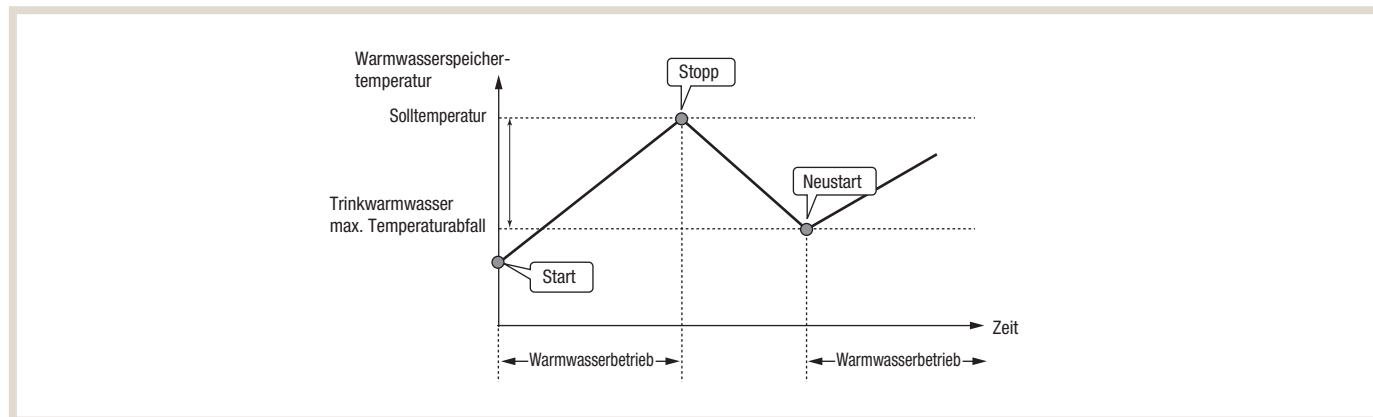 Warmwasserspeicher-
temperatur
Stopp
Solltemperatur
Neustart
Trinkwarmwasser
max. Temperaturabfall
Start
Zeit
Warmwasserbetrieb
Warmwasserbetrieb